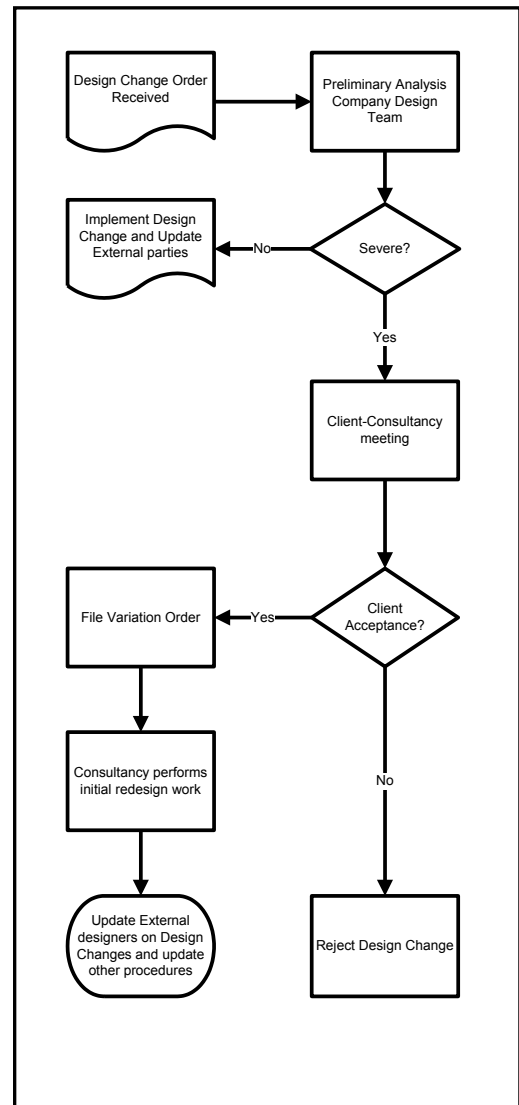 Design Change Order
Received
Preliminary Analysis
Company Design
Team
Implement Design
Change and Update
External parties
No
Severe?
Yes
Client-Consultancy
meeting
File Variation Order
Yes
Client
Acceptance?
Consultancy performs
initial redesign work
No
Update External
designers on Design
Changes and update
other procedures
Reject Design Change